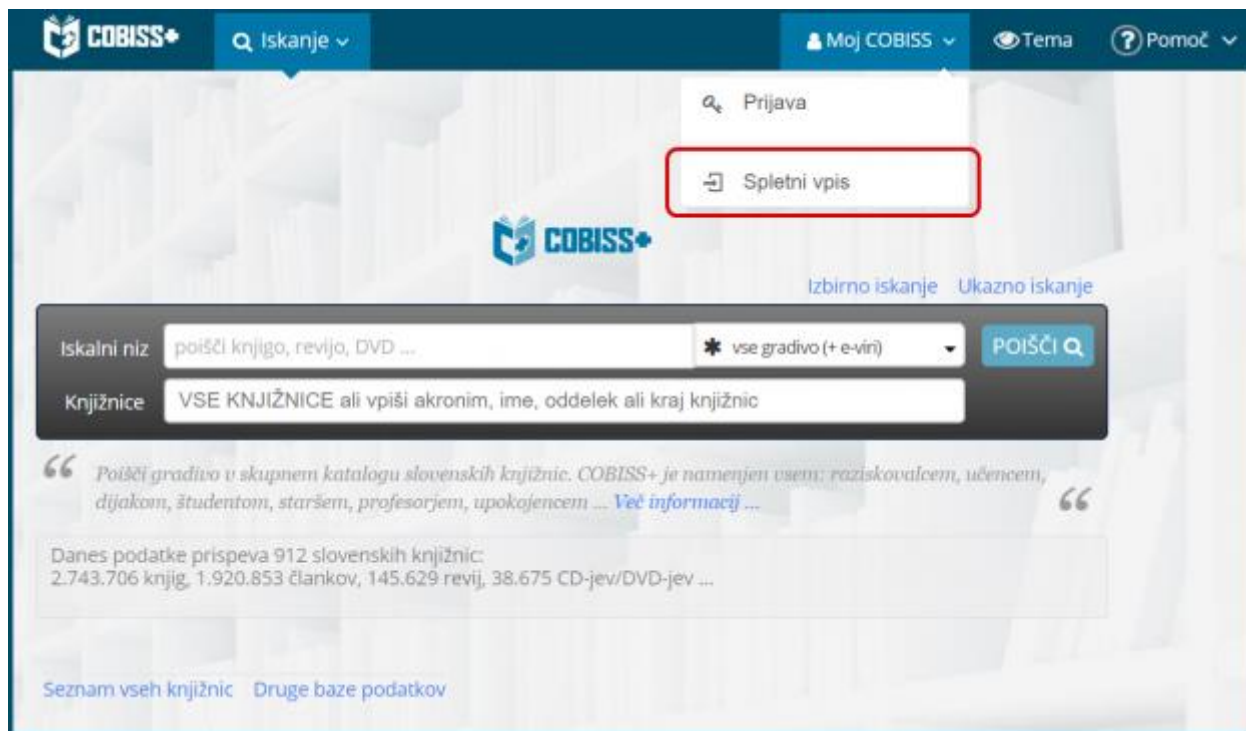 COBISS+ Iskanje Moj COBISS Tema Pomoč
Prijava
Spletni vpis
COBISS+
Izbirno iskanje Ukazno iskanje
Iskalni niz poišči knjigo, revijo, DVD ... vse gradivo (+ e-viri) POIŠČI
Knjižnice VSE KNJIŽNICE ali vpiši akronim, ime, oddelek ali kraj knjižnic
“ Poišči gradivo v skupnem katalogu slovenskih knjižnic. COBISS+ je namenjen vsem: raziskovalcem, učencem,
dijakom, študentom, staršem, profesorjem, upokojencem ... Več informacij ... “
Danes podatke prispeva 912 slovenskih knjižnic:
2.743.706 knjig, 1.920.853 člankov, 145.629 revij, 38.675 CD-jev/DVD-jev ...
Seznam vseh knjižnic Druge baze podatkov